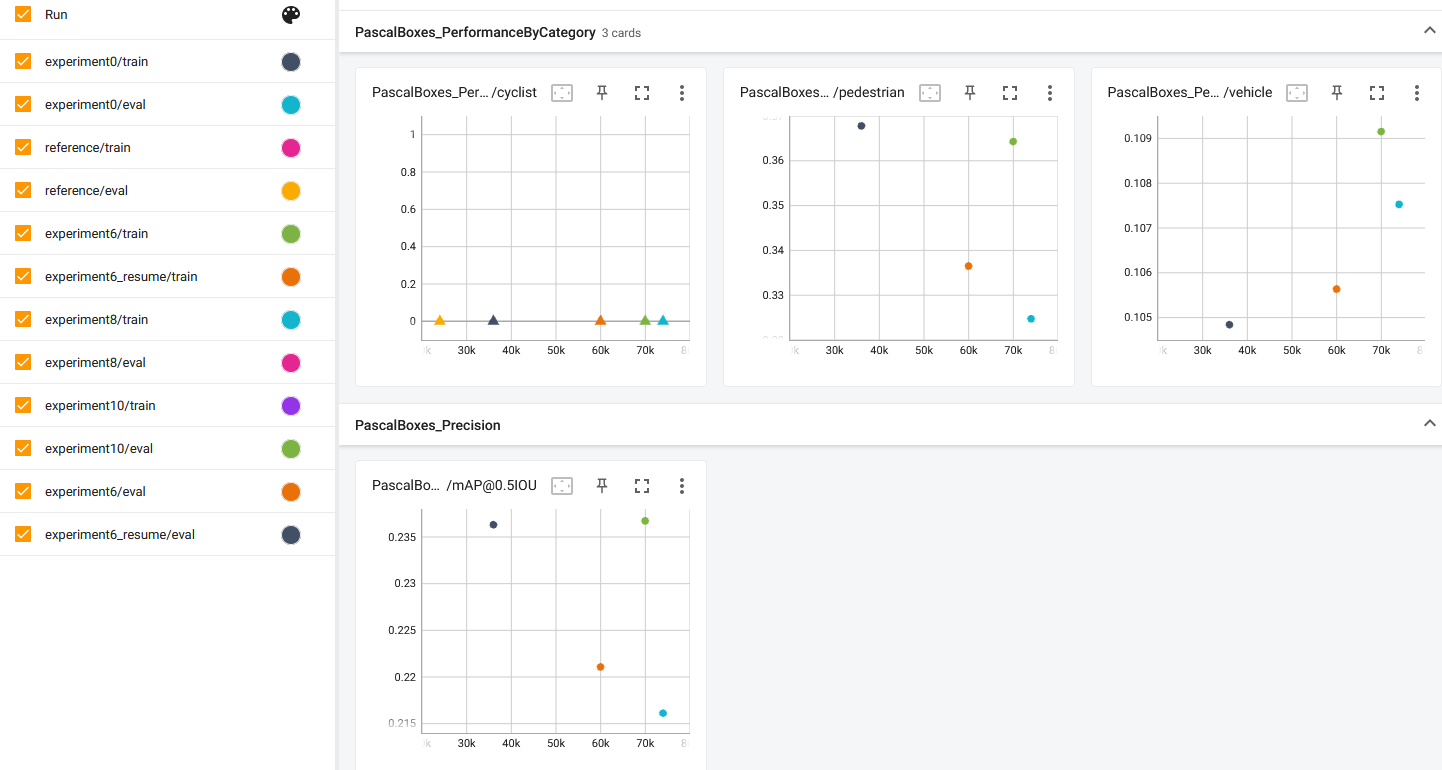 Run
experiment0/train
experiment0/eval
reference/train
reference/eval
experiment6/train
experiment6_resume/train
experiment8/train
experiment8/eval
experiment10/train
experiment10/eval
experiment6/eval
experiment6_resume/eval
PascalBoxes_PerformanceByCategory 3 cards
PascalBoxes_Per... /cyclist
1
0.8
0.6
0.4
0.2
0
30k 40k 50k 60k 70k
PascalBoxes... /pedestrian
0.36
0.35
0.34
0.33
30k 40k 50k 60k 70k
PascalBoxes_Pe... /vehicle
0.109
0.108
0.107
0.106
0.105
30k 40k 50k 60k 70k
PascalBoxes_Precision
PascalBo... /mAP@0.5IOU
0.235
0.23
0.225
0.22
0.215
30k 40k 50k 60k 70k